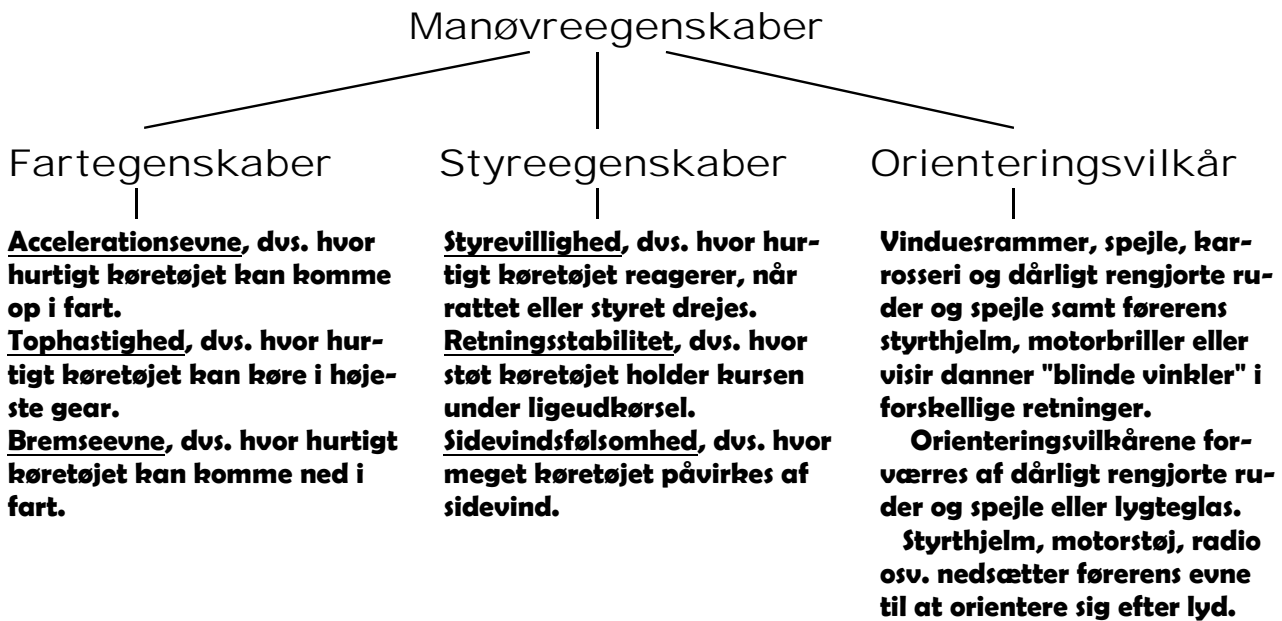 Manøvreegenskaber
Fartegenskaber
Accelerationsevne, dvs. hvor
hurtigt køretøjet kan komme
op i fart.
Tophastighed, dvs. hvor hur-
tigt køretøjet kan køre i høje-
ste gear.
Bremseevne, dvs. hvor hurtigt
køretøjet kan komme ned i
fart.
Styreegenskaber
Styrevillighed, dvs. hvor hur-
tigt køretøjet reagerer, når
rattet eller styret drejes.
Retningsstabilitet, dvs. hvor
støt køretøjet holder kursen
under ligeudkørsel.
Sidevindsfølsomhed, dvs. hvor
meget køretøjet påvirkes af
sidevind.
Orienteringsvilkår
Vinduesrammer, spejle, kar-
rosseri og dårligt rengjorte ru-
der og spejle samt førerens
styrthjelm, motorbriller eller
visir danner "blinde vinkler" i
forskellige retninger.
Orienteringsvilkårene for-
værres af dårligt rengjorte ru-
der og spejle eller lygteglas.
Styrthjelm, motorstøj, radio
osv. nedsætter førerens evne
til at orientere sig efter lyd.